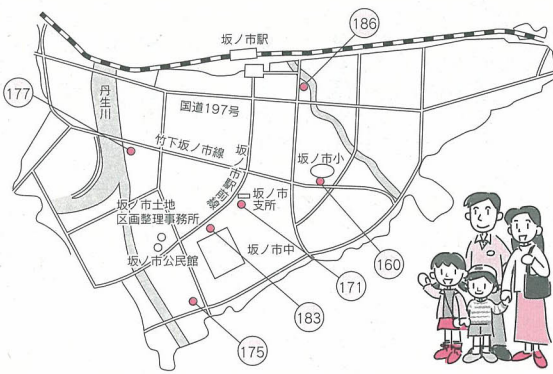 坂ノ市駅
186
177
丹生川
国道197号
竹下坂ノ市線
坂ノ市駅前線
坂ノ市小
坂ノ市
支所
坂ノ市土地
区画整理事務所
坂ノ市中
坂ノ市公民館
160
171
183
175